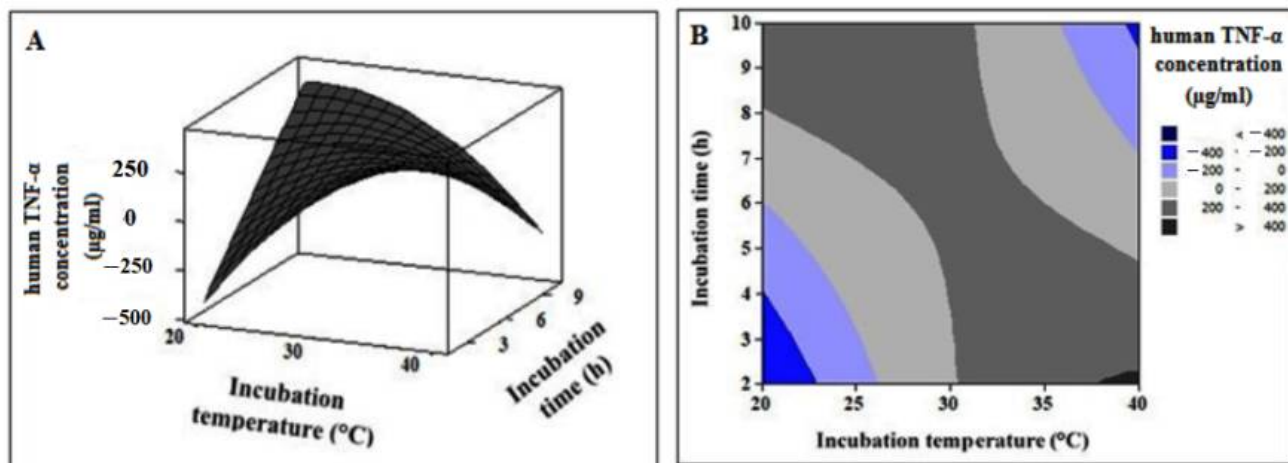 A
human TNF-α
concentration
(µg/ml)
250
0
−250
−500
20
30
40
3
6
9
Incubation
temperature (°C)
Incubation
time (h)
B
10
9
8
7
6
5
4
3
2
20
25
30
35
40
Incubation time (h)
Incubation temperature (°C)
human TNF-α
concentration
(µg/ml)
< −400
−400 - −200
−200 - 0
0 - 200
200 - 400
> 400